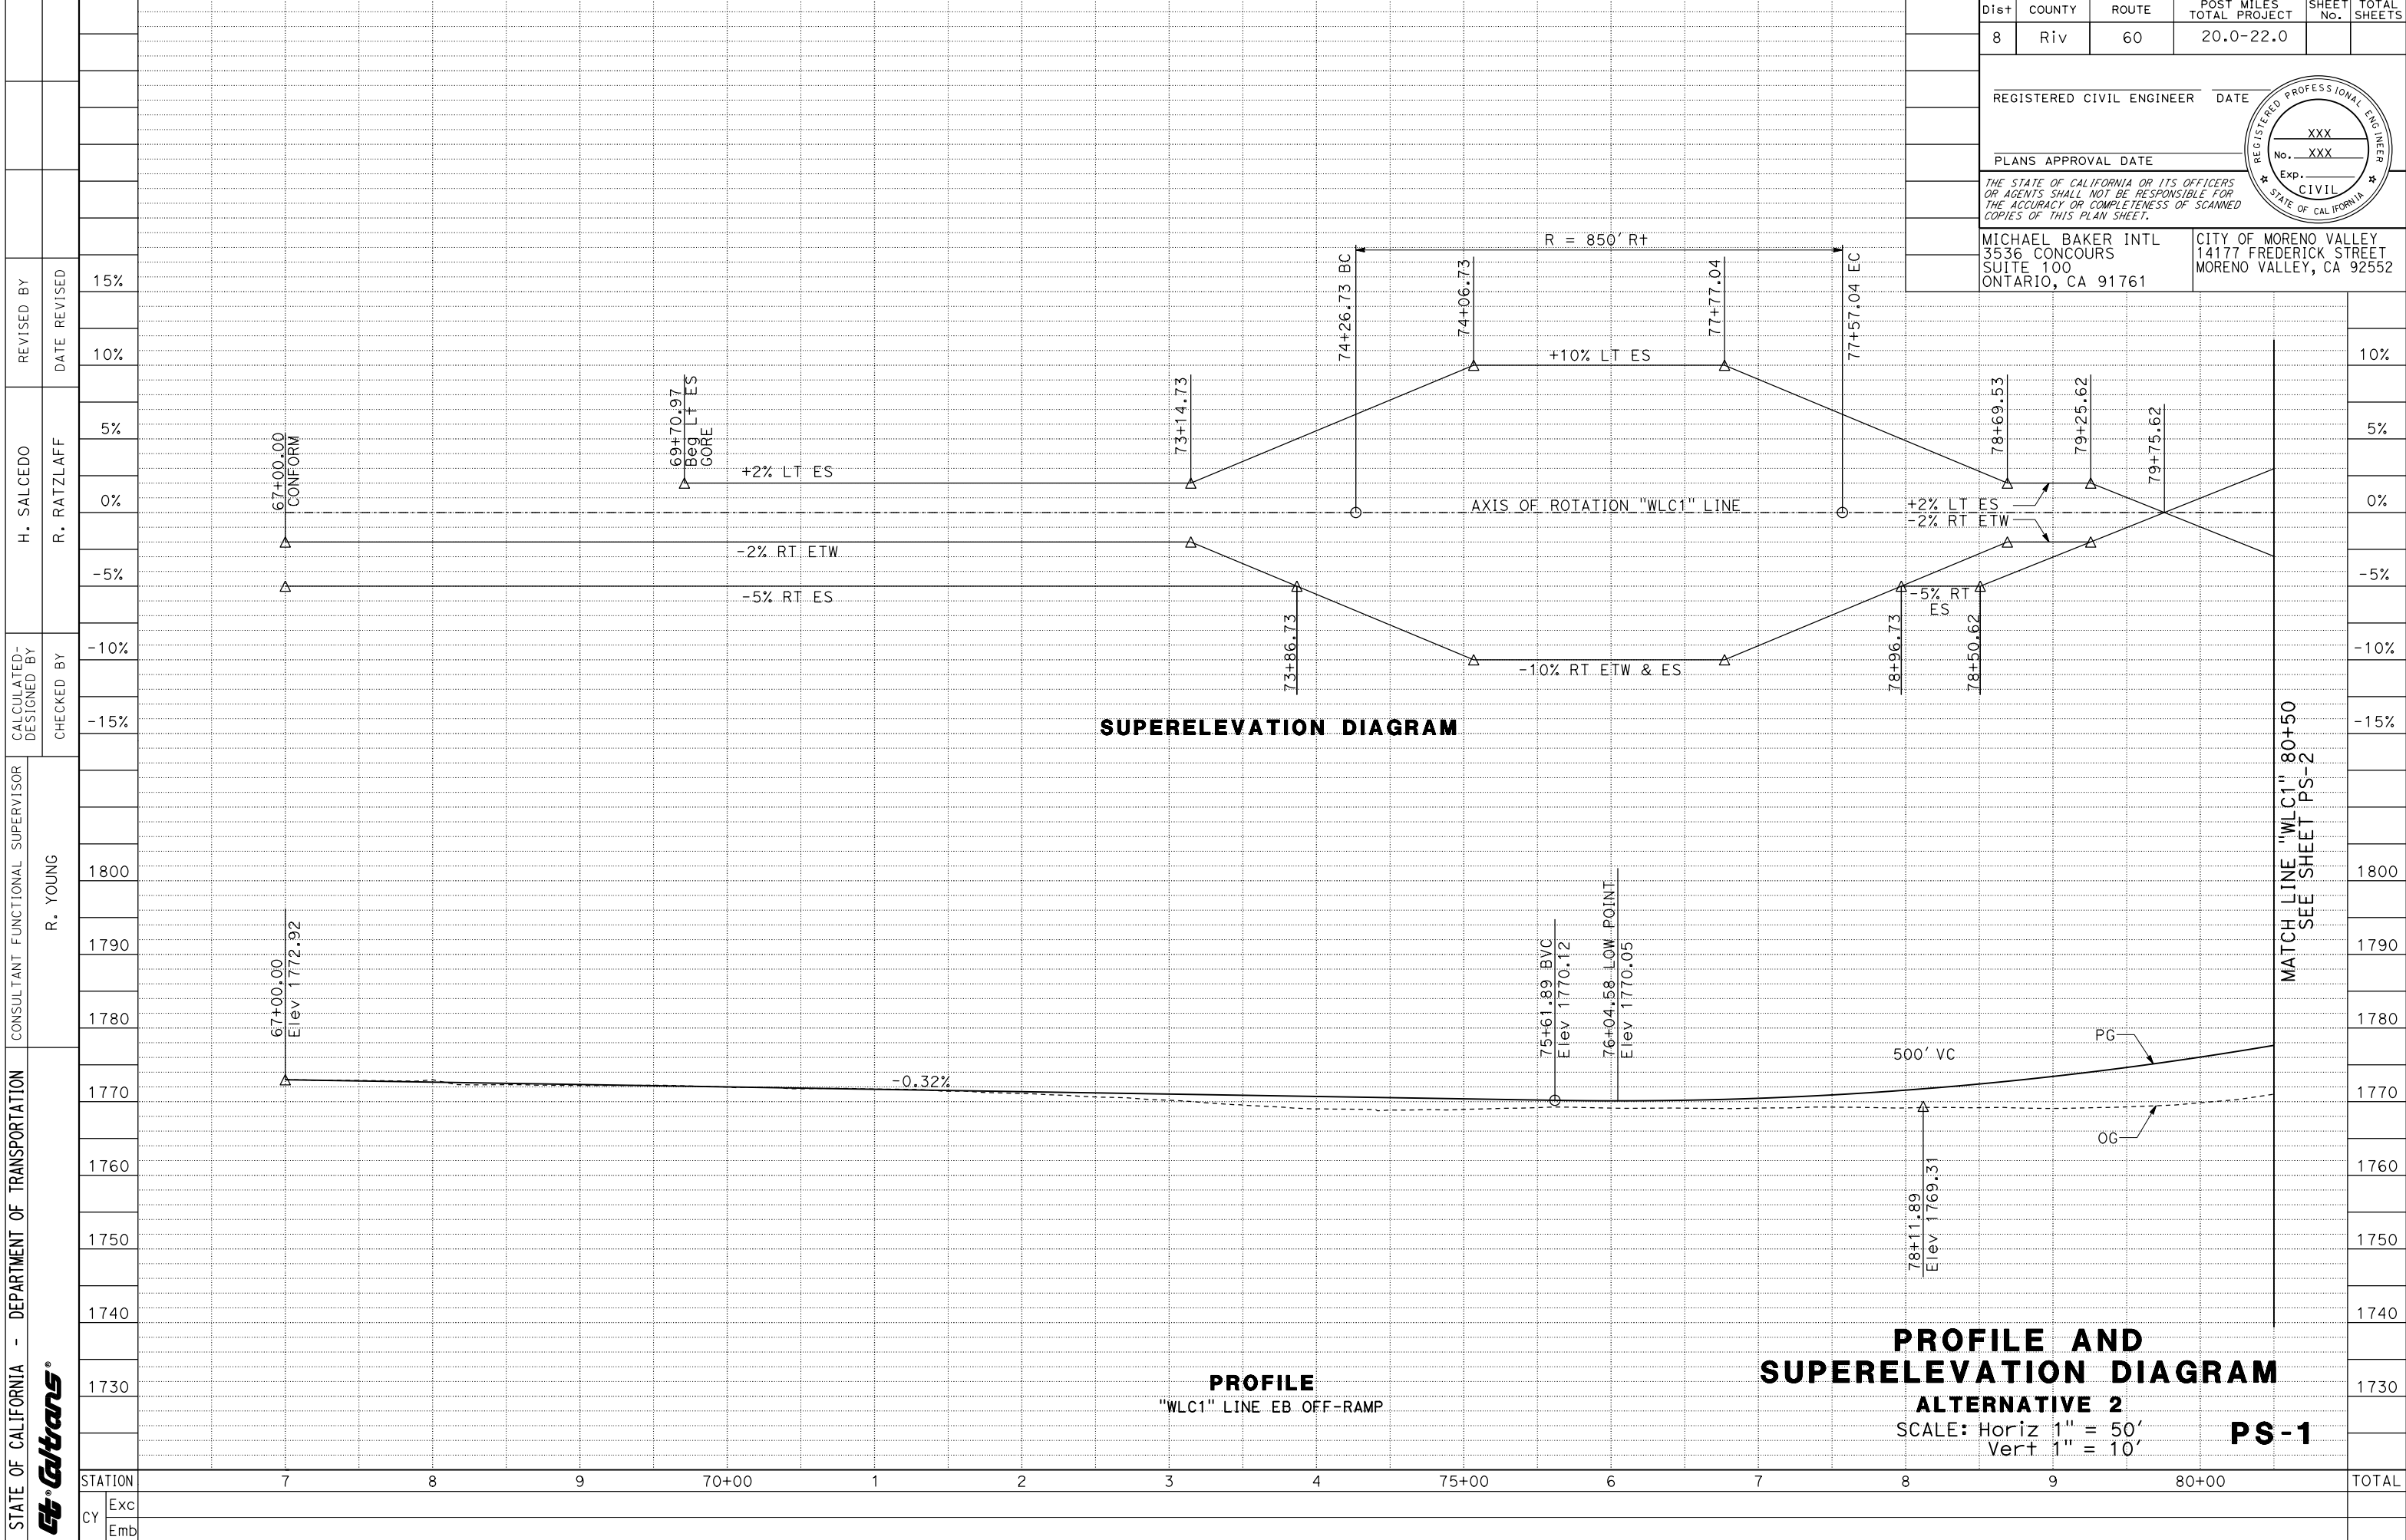 Dist COUNTY ROUTE POST MILES TOTAL PROJECT SHEET No. TOTAL SHEETS
8 Riv 60 20.0-22.0
REGISTERED CIVIL ENGINEER DATE
PLANS APPROVAL DATE
REGISTERED PROFESSIONAL ENGINEER
XXX
No. XXX
Exp.
CIVIL
STATE OF CALIFORNIA
THE STATE OF CALIFORNIA OR ITS OFFICERS
OR AGENTS SHALL NOT BE RESPONSIBLE FOR
THE ACCURACY OR COMPLETENESS OF SCANNED
COPIES OF THIS PLAN SHEET.
MICHAEL BAKER INTL
3536 CONCOURS
SUITE 100
ONTARIO, CA 91761
CITY OF MORENO VALLEY
14177 FREDERICK STREET
MORENO VALLEY, CA 92552
REVISED BY
DATE REVISED
H. SALCEDO
R. RATZLAFF
CALCULATED-
DESIGNED BY
CHECKED BY
CONSULTANT FUNCTIONAL SUPERVISOR
R. YOUNG
STATE OF CALIFORNIA - DEPARTMENT OF TRANSPORTATION
Caltrans
15%
10%
5%
0%
-5%
-10%
-15%
10%
5%
0%
-5%
-10%
-15%
R = 850' Rt
74+26.73 BC
74+06.73
77+77.04
77+57.04 EC
+10% LT ES
67+00.00
CONFORM
69+70.97
Beg Lt ES
GORE
+2% LT ES
73+14.73
78+69.53
79+25.62
79+75.62
AXIS OF ROTATION "WLC1" LINE
+2% LT ES
-2% RT ETW
-2% RT ETW
-5% RT ES
-5% RT
ES
73+86.73
-10% RT ETW & ES
78+96.73
78+50.62
SUPERELEVATION DIAGRAM
MATCH LINE "WLC1" 80+50
SEE SHEET PS-2
1800
1790
1780
1770
1760
1750
1740
1730
1800
1790
1780
1770
1760
1750
1740
1730
67+00.00
Elev 1772.92
-0.32%
75+61.89 BVC
Elev 1770.12
76+04.58 LOW POINT
Elev 1770.05
500' VC
PG
OG
78+11.89
Elev 1769.31
PROFILE
"WLC1" LINE EB OFF-RAMP
PROFILE AND
SUPERELEVATION DIAGRAM
ALTERNATIVE 2
SCALE: Horiz 1" = 50'
Vert 1" = 10'
PS-1
STATION 7 8 9 70+00 1 2 3 4 75+00 6 7 8 9 80+00 TOTAL
CY
Exc
Emb